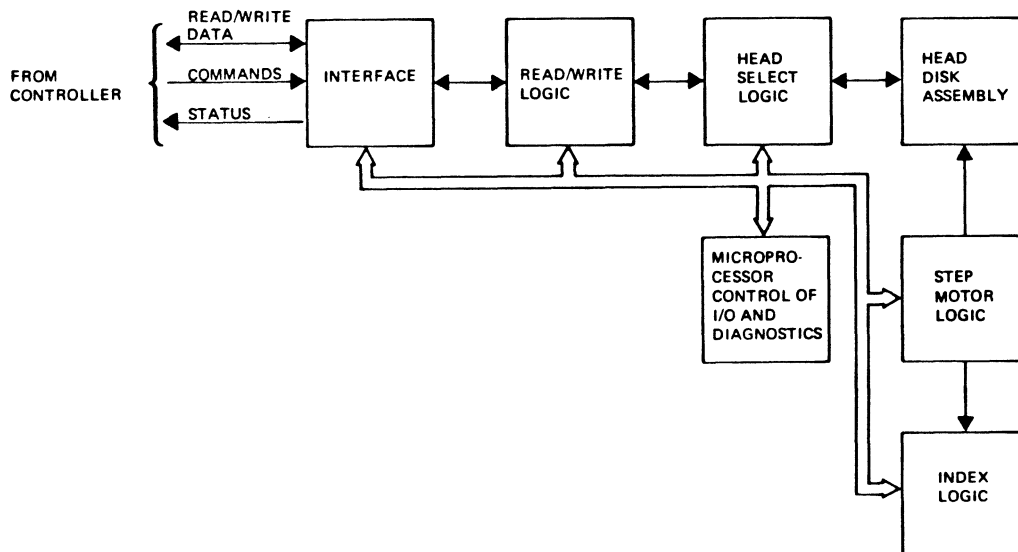 READ/WRITE
DATA
COMMANDS
STATUS
FROM
CONTROLLER
INTERFACE
READ/WRITE
LOGIC
HEAD
SELECT
LOGIC
HEAD
DISK
ASSEMBLY
MICROPRO-
CESSOR
CONTROL OF
I/O AND
DIAGNOSTICS
STEP
MOTOR
LOGIC
INDEX
LOGIC